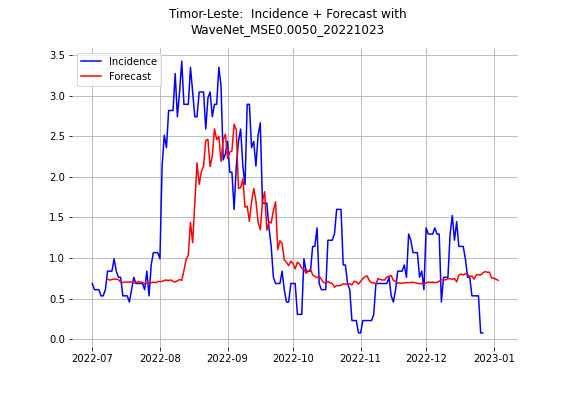 Timor-Leste:  Incidence + Forecast with
WaveNet_MSE0.0050_20221023
Incidence
Forecast
3.5
3.0
2.5
2.0
1.5
1.0
0.5
0.0
2022-07 2022-08 2022-09 2022-10 2022-11 2022-12 2023-01